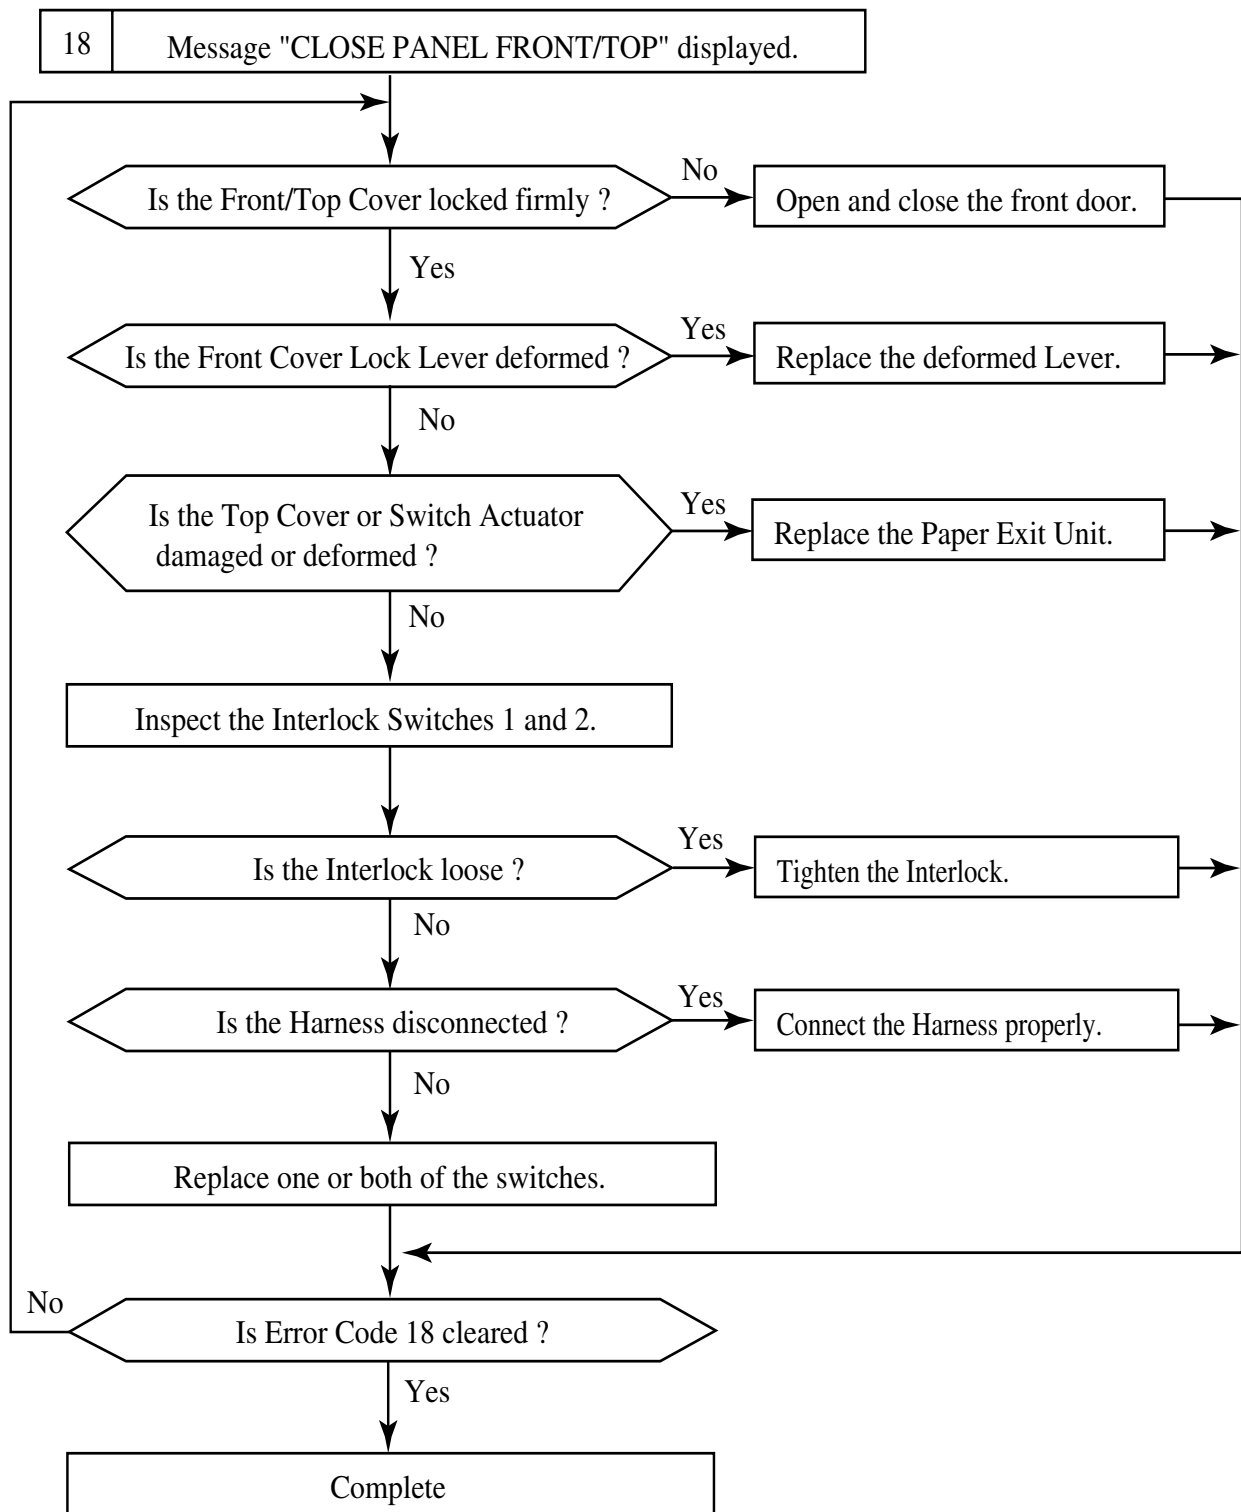 18 Message "CLOSE PANEL FRONT/TOP" displayed.
Is the Front/Top Cover locked firmly ?
No
Open and close the front door.
Yes
Is the Front Cover Lock Lever deformed ?
Yes
Replace the deformed Lever.
No
Is the Top Cover or Switch Actuator
damaged or deformed ?
Yes
Replace the Paper Exit Unit.
No
Inspect the Interlock Switches 1 and 2.
Is the Interlock loose ?
Yes
Tighten the Interlock.
No
Is the Harness disconnected ?
Yes
Connect the Harness properly.
No
Replace one or both of the switches.
No
Is Error Code 18 cleared ?
Yes
Complete